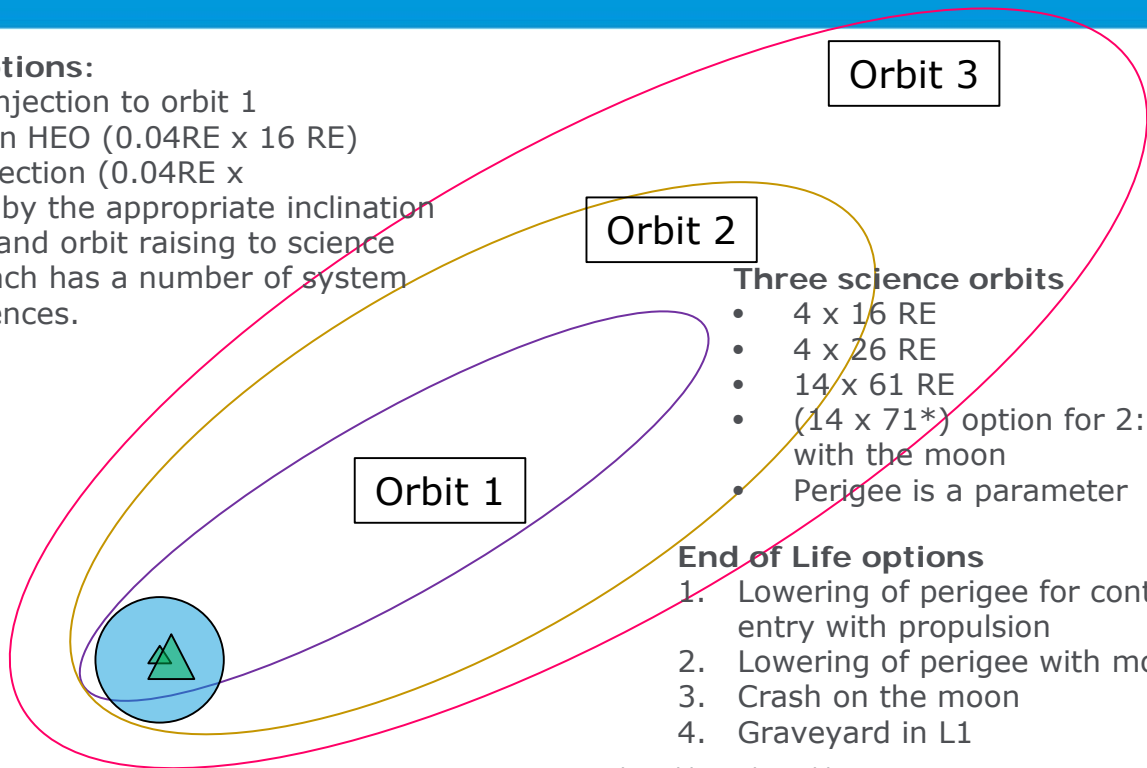 tions:
njection to orbit 1
n HEO (0.04RE x 16 RE)
ection (0.04RE x
by the appropriate inclination
and orbit raising to science
ach has a number of system
ences.
Orbit 3
Orbit 2
Orbit 1
Three science orbits
• 4 x 16 RE
• 4 x 26 RE
• 14 x 61 RE
• (14 x 71*) option for 2:
with the moon
• Perigee is a parameter
End of Life options
1. Lowering of perigee for cont
entry with propulsion
2. Lowering of perigee with mo
3. Crash on the moon
4. Graveyard in L1